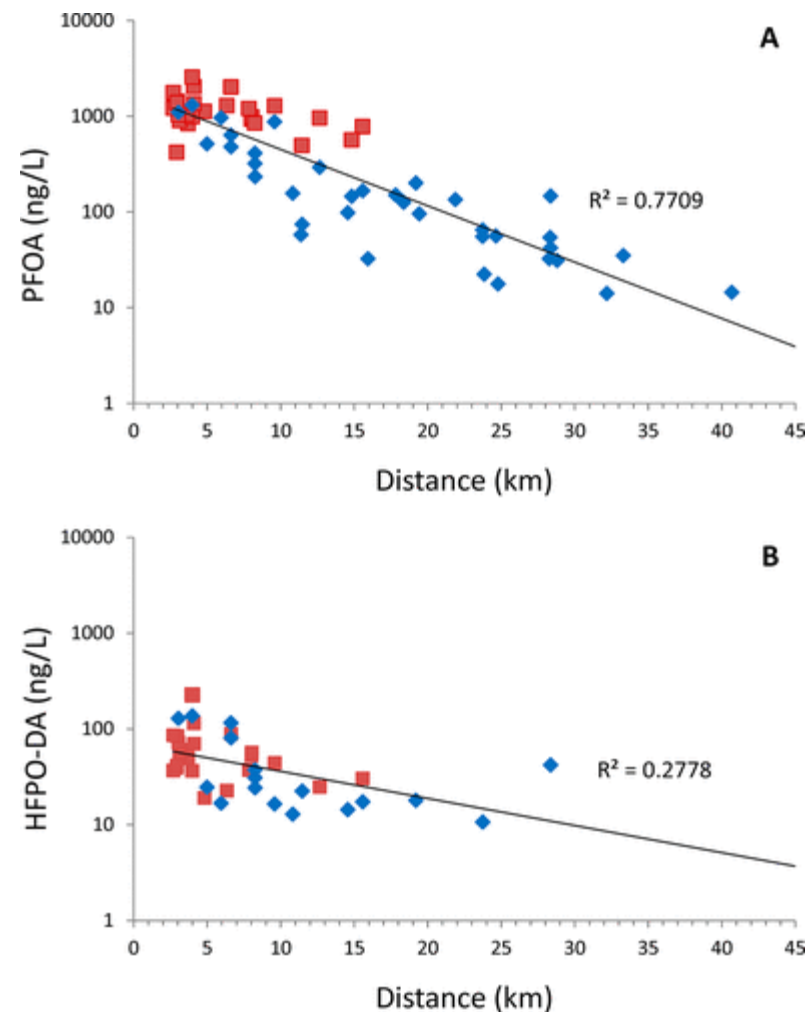 A
10000
1000
100
10
1
PFOA (ng/L)
R² = 0.7709
0 5 10 15 20 25 30 35 40 45
Distance (km)
B
10000
1000
100
10
1
HFPO-DA (ng/L)
R² = 0.2778
0 5 10 15 20 25 30 35 40 45
Distance (km)